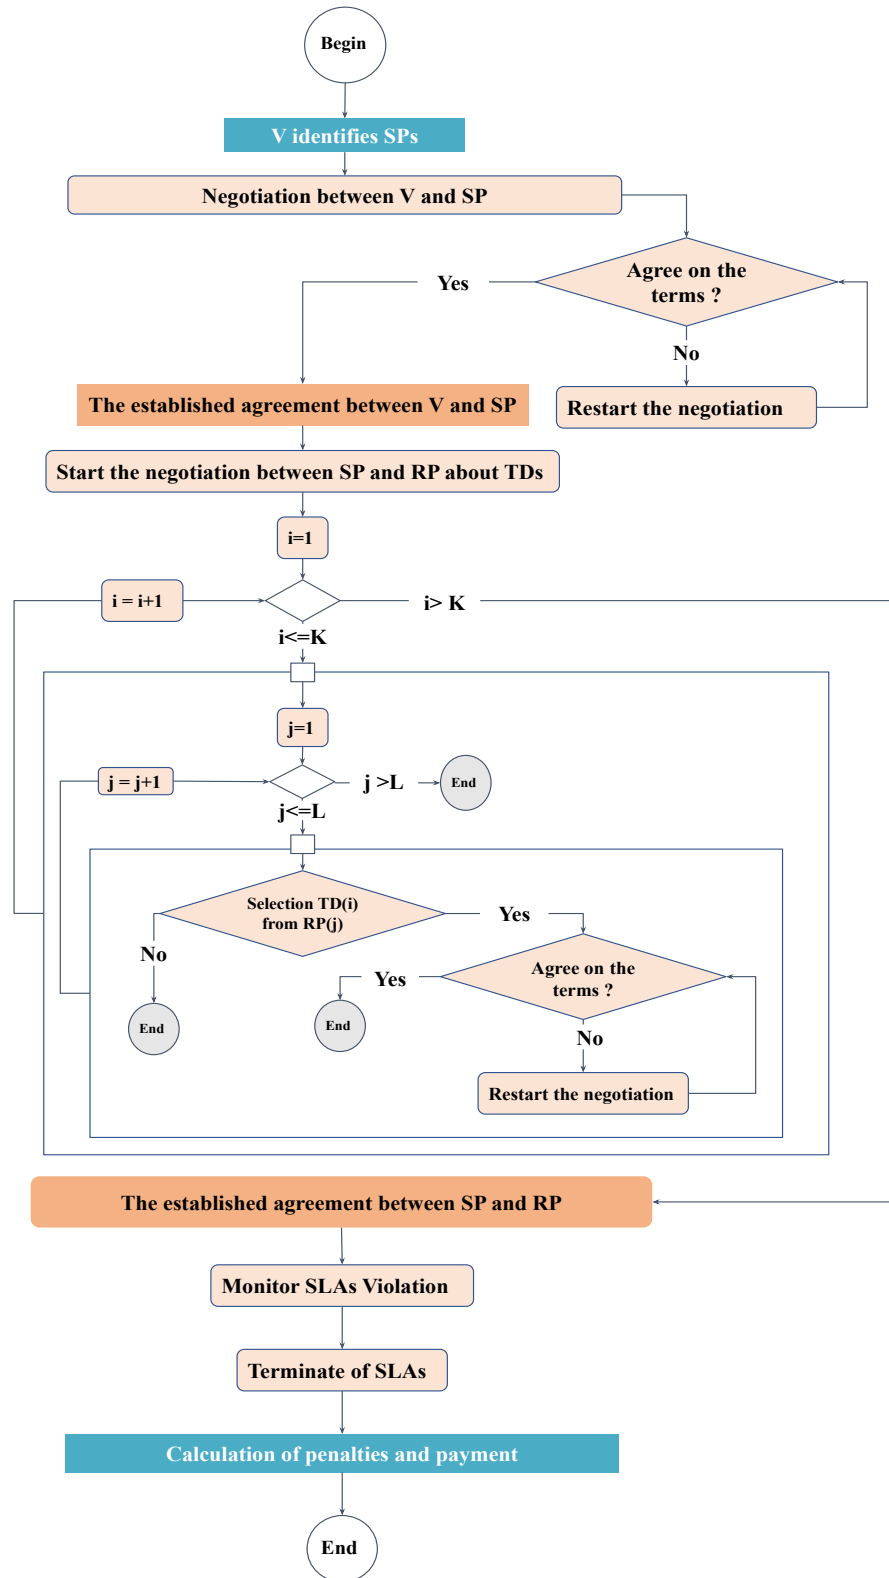 Begin
V identifies SPs
Negotiation between V and SP
Agree on the
terms ?
Yes
No
Restart the negotiation
The established agreement between V and SP
Start the negotiation between SP and RP about TDs
i=1
i = i+1
i> K
i<=K
j=1
j = j+1
j >L
End
j<=L
Selection TD(i)
from RP(j)
Yes
No
Agree on the
terms ?
Yes
End
End
No
Restart the negotiation
The established agreement between SP and RP
Monitor SLAs Violation
Terminate of SLAs
Calculation of penalties and payment
End